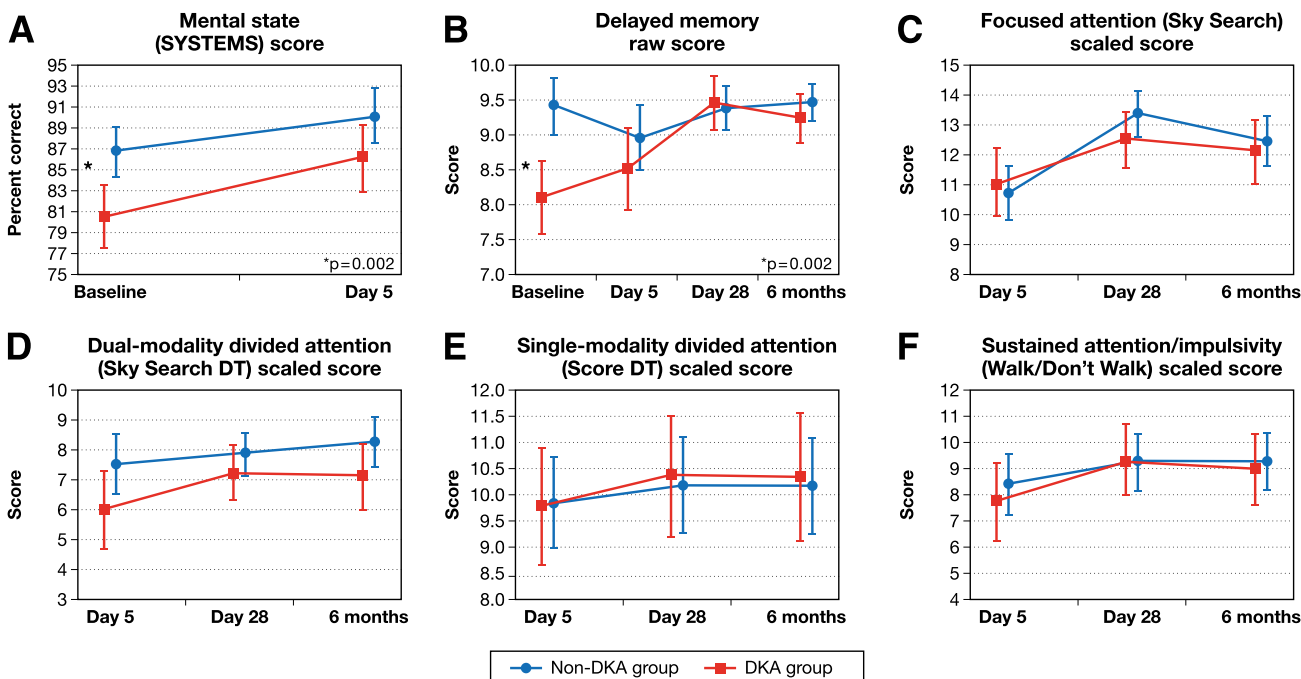 A
Mental state
(SYSTEMS) score
Percent correct
95
93
91
89
87
85
83
81
79
77
75
*
*p=0.002
Baseline
Day 5
B
Delayed memory
raw score
Score
10.0
9.5
9.0
8.5
8.0
7.5
7.0
*
*p=0.002
Baseline
Day 5
Day 28
6 months
C
Focused attention (Sky Search)
scaled score
Score
15
14
13
12
11
10
9
8
Day 5
Day 28
6 months
D
Dual-modality divided attention
(Sky Search DT) scaled score
Score
10
9
8
7
6
5
4
3
Day 5
Day 28
6 months
E
Single-modality divided attention
(Score DT) scaled score
Score
12.0
11.5
11.0
10.5
10.0
9.5
9.0
8.5
8.0
Day 5
Day 28
6 months
F
Sustained attention/impulsivity
(Walk/Don’t Walk) scaled score
Score
12
11
10
9
8
7
6
5
4
Day 5
Day 28
6 months
Non-DKA group
DKA group